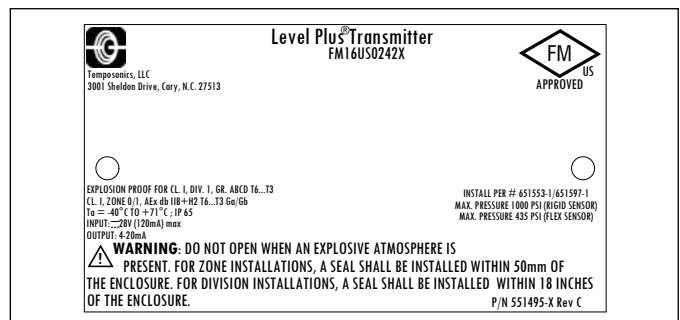 Level Plus® Transmitter
FM16US0242X
Temposonics, LLC
3001 Sheldon Drive, Cary, N.C. 27513
FM
US
APPROVED
EXPLOSION PROOF FOR CL. I, DIV. 1, GR. ABCD T6...T3
CL. I, ZONE 0/1, AEx db IIB+H2 T6...T3 Ga/Gb
Ta = -40°C TO +71°C ; IP 65
INPUT: ⎓28V (120mA) max
OUTPUT: 4-20mA
INSTALL PER # 651553-1/651597-1
MAX. PRESSURE 1000 PSI (RIGID SENSOR)
MAX. PRESSURE 435 PSI (FLEX SENSOR)
WARNING: DO NOT OPEN WHEN AN EXPLOSIVE ATMOSPHERE IS
PRESENT. FOR ZONE INSTALLATIONS, A SEAL SHALL BE INSTALLED WITHIN 50mm OF
THE ENCLOSURE. FOR DIVISION INSTALLATIONS, A SEAL SHALL BE INSTALLED WITHIN 18 INCHES
OF THE ENCLOSURE.
P/N 551495-X Rev C